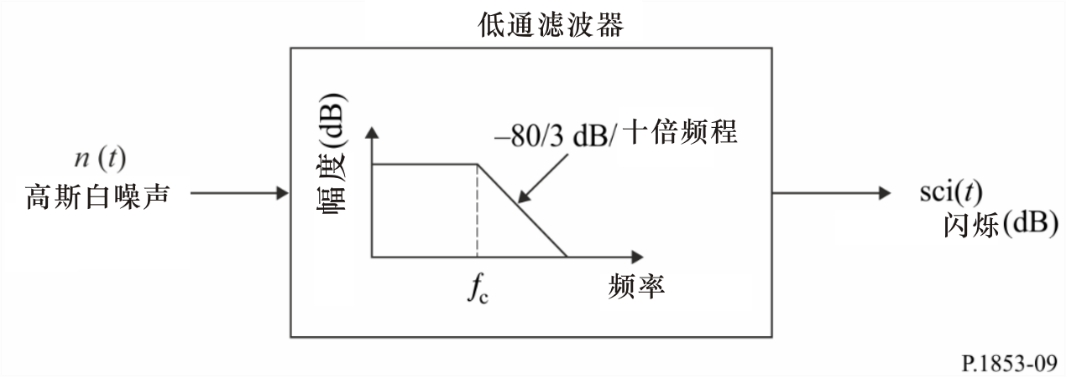 低通滤波器
幅度(dB)
–80/3 dB/十倍频程
n (t)
高斯白噪声
sci(t)
闪烁(dB)
fc
频率
P.1853-09